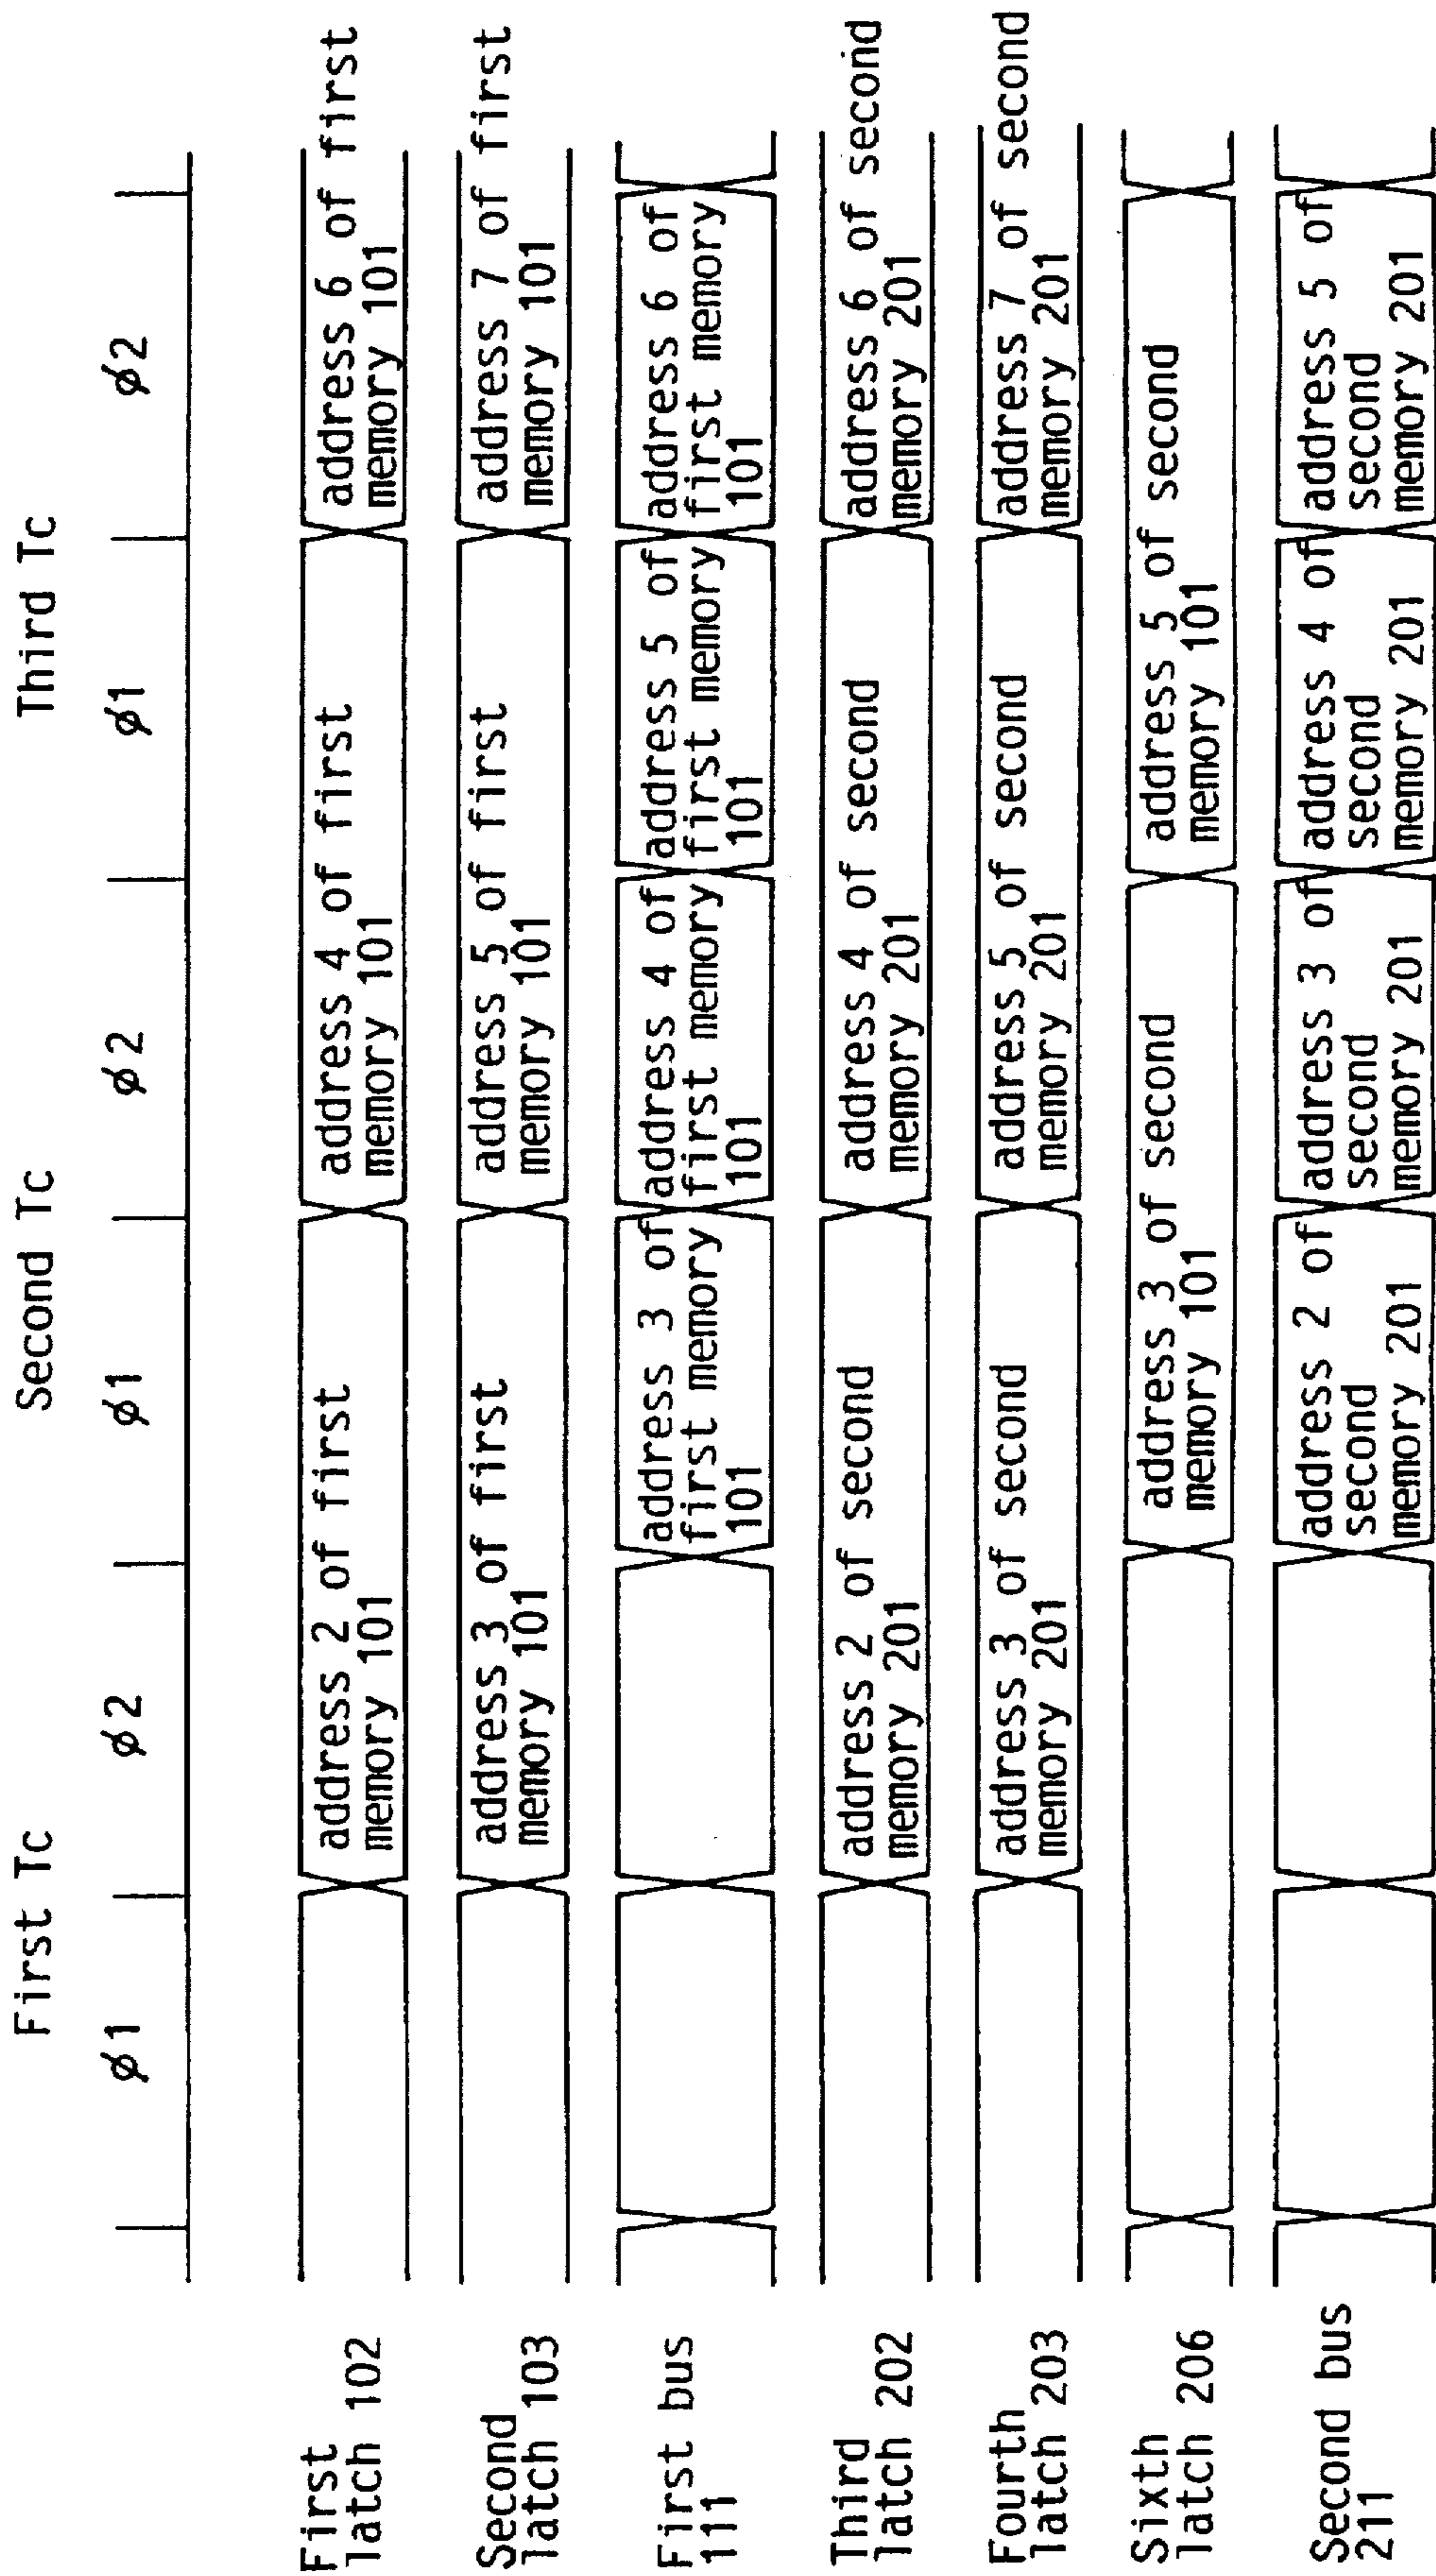 First Tc
Second Tc
Third Tc
ø1
ø2
ø1
ø2
ø1
ø2
First
latch 102
address 2 of first
memory 101
address 4 of first
memory 101
address 6 of first
memory 101
Second
latch 103
address 3 of first
memory 101
address 5 of first
memory 101
address 7 of first
memory 101
First bus
111
address 3 of
first memory
101
address 4 of
first memory
101
address 5 of
first memory
101
address 6 of
first memory
101
Third
latch 202
address 2 of second
memory 201
address 4 of second
memory 201
address 6 of second
memory 201
Fourth
latch 203
address 3 of second
memory 201
address 5 of second
memory 201
address 7 of second
memory 201
Sixth
latch 206
address 3 of second
memory 101
address 5 of second
memory 101
Second bus
211
address 2 of
second
memory 201
address 3 of
second
memory 201
address 4 of
second
memory 201
address 5 of
second
memory 201